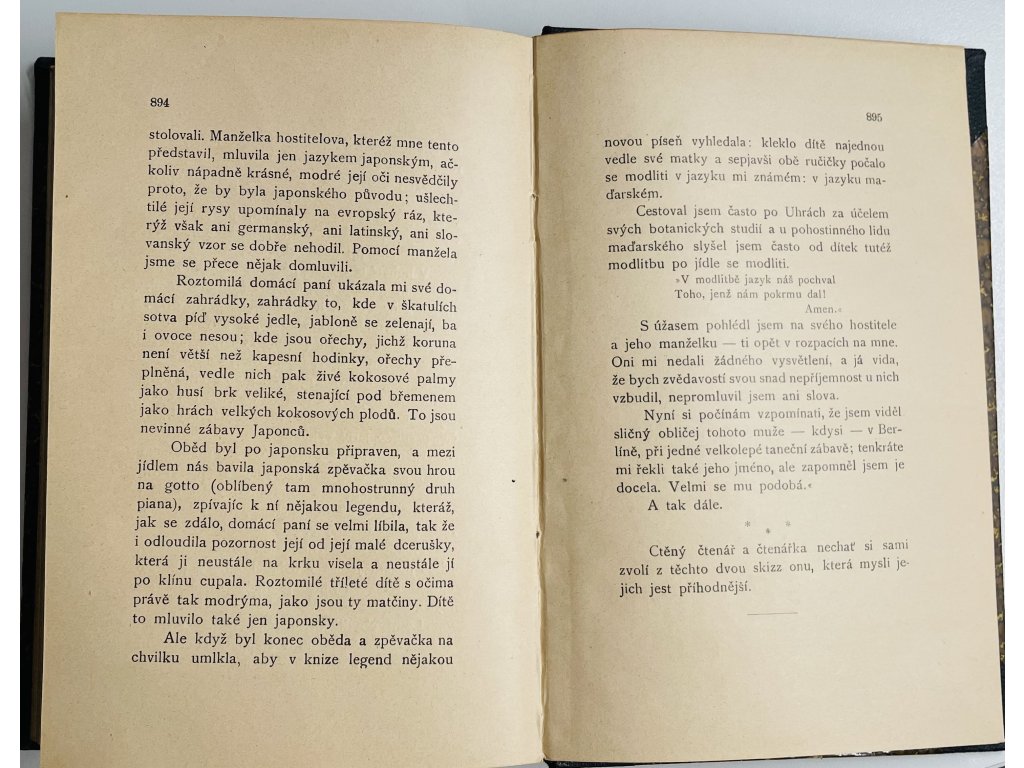 894
stolovali. Manželka hostitelova, kteréž mne tento
představil, mluvila jen jazykem japonským, ač-
koliv nápadně krásné, modré její oči nesvědčily
proto, že by byla japonského původu; ušlech-
tilé její rysy upomínaly na evropský ráz, kte-
rýž však ani germanský, ani latinský, ani slo-
vanský vzor se dobře nehodil. Pomocí manžela
jsme se přece nějak domluvili.
Roztomilá domácí paní ukázala mi své do-
mácí zahrádky, zahrádky to, kde v škatulích
sotva píď vysoké jedle, jabloně se zelenají, ba
i ovoce nesou; kde jsou ořechy, jichž koruna
není větší než kapesní hodinky, ořechy pře-
plněná, vedle nich pak živé kokosové palmy
jako husí brk veliké, stenající pod břemenem
jako hrách velkých kokosových plodů. To jsou
nevinné zábavy Japonců.
Oběd byl po japonsku připraven, a mezi
jídlem nás bavila japonská zpěvačka svou hrou
na gotto (oblíbený tam mnohostrunný druh
piana), zpívajíc k ní nějakou legendu, kteráž,
jak se zdálo, domácí paní se velmi líbila, tak že
i odloudila pozornost její od její malé dcerušky,
která ji neustále na krku visela a neustále jí
po klínu cupala. Roztomilé tříleté dítě s očima
právě tak modrýma, jako jsou ty matčiny. Dítě
to mluvilo také jen japonsky.
Ale když byl konec oběda a zpěvačka na
chvilku umlkla, aby v knize legend nějakou
895
novou píseň vyhledala: kleklo dítě najednou
vedle své matky a sepjavši obě ručičky počalo
se modliti v jazyku mi známém: v jazyku ma-
ďarském.
Cestoval jsem často po Uhrách za účelem
svých botanických studií a u pohostinného lidu
maďarského slyšel jsem často od dítek tutéž
modlitbu po jídle se modliti.
»V modlitbě jazyk náš pochval
Toho, jenž nám pokrmu dal!
Amen.«
S úžasem pohlédl jsem na svého hostitele
a jeho manželku — ti opět v rozpacích na mne.
Oni mi nedali žádného vysvětlení, a já vida,
že bych zvědavostí svou snad nepříjemnost u nich
vzbudil, nepromluvil jsem ani slova.
Nyní si počínám vzpomínati, že jsem viděl
sličný obličej tohoto muže — kdysi — v Ber-
líně, při jedné velkolepé taneční zábavě; tenkráte
mi řekli také jeho jméno, ale zapomněl jsem je
docela. Velmi se mu podobá.«
A tak dále.
* * *
Ctěný čtenář a čtenářka nechať si sami
zvolí z těchto dvou skizz onu, která mysli je-
jich jest příhodnější.